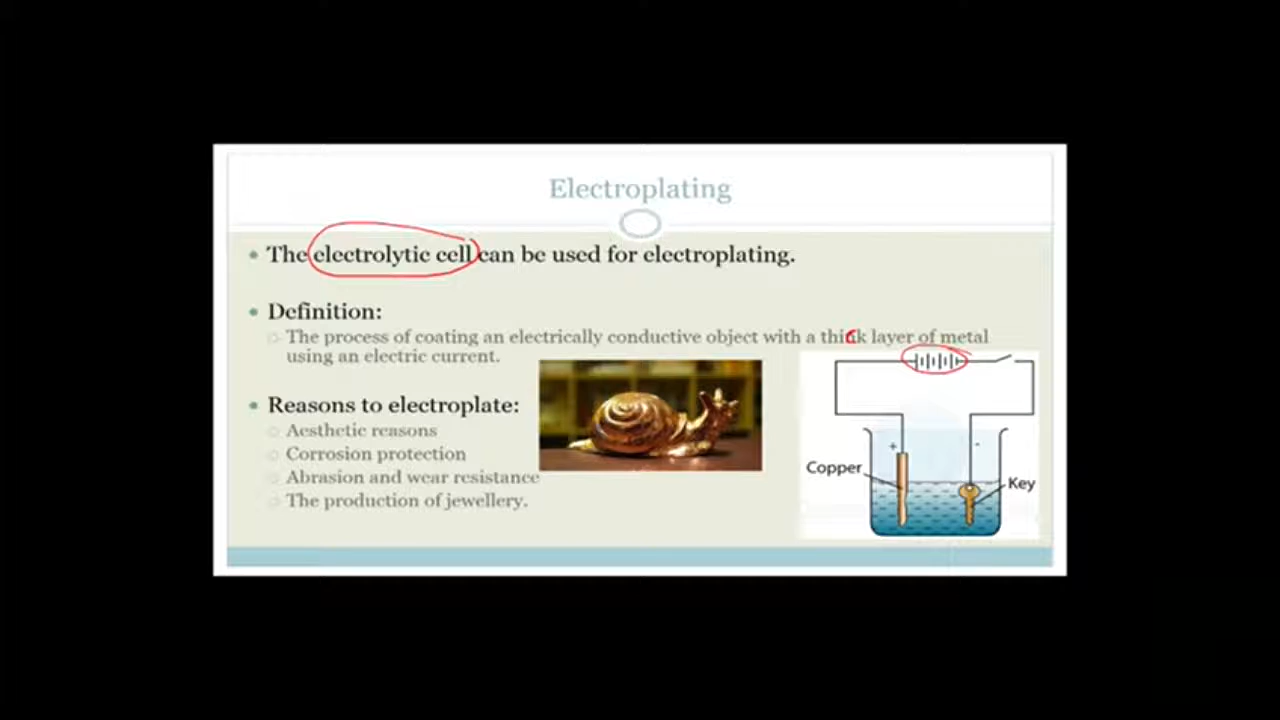 Electroplating
The electrolytic cell can be used for electroplating.
Definition:
The process of coating an electrically conductive object with a thick layer of metal
using an electric current.
Reasons to electroplate:
Aesthetic reasons
Corrosion protection
Abrasion and wear resistance
The production of jewellery.
+ -
Copper
Key